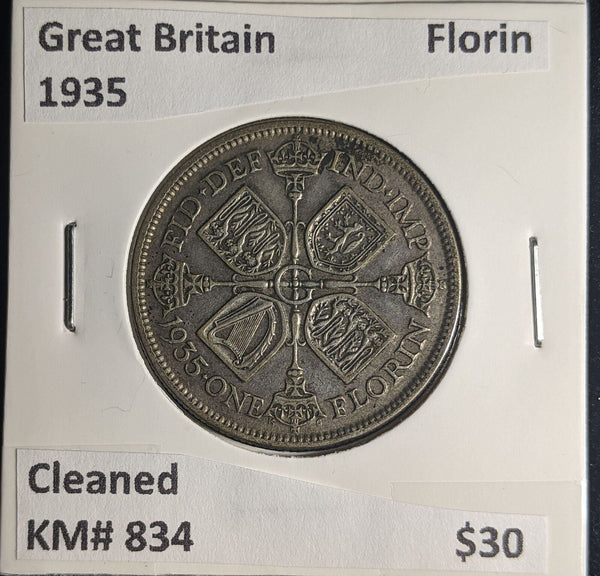 Great Britain Florin
1935
FID·DEF IND·IMP
1935·ONE FLORIN
Cleaned
KM# 834 $30